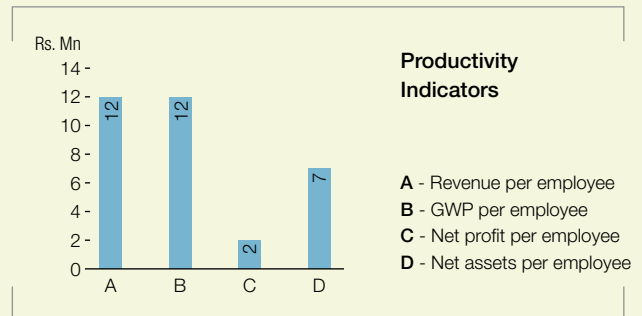 Rs. Mn
14
12
10
8
6
4
2
0
12
12
2
7
A B C D
Productivity
Indicators
A - Revenue per employee
B - GWP per employee
C - Net profit per employee
D - Net assets per employee